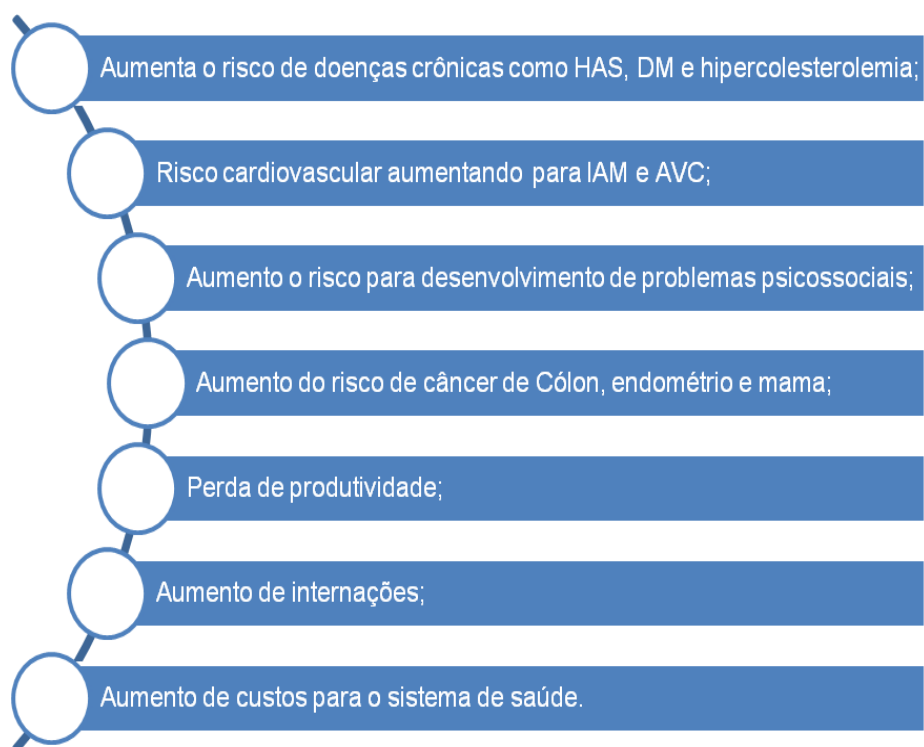 Aumenta o risco de doenças crônicas como HAS, DM e hipercolesterolemia;
Risco cardiovascular aumentando para IAM e AVC;
Aumento o risco para desenvolvimento de problemas psicossociais;
Aumento do risco de câncer de Cólon, endométrio e mama;
Perda de produtividade;
Aumento de internações;
Aumento de custos para o sistema de saúde.